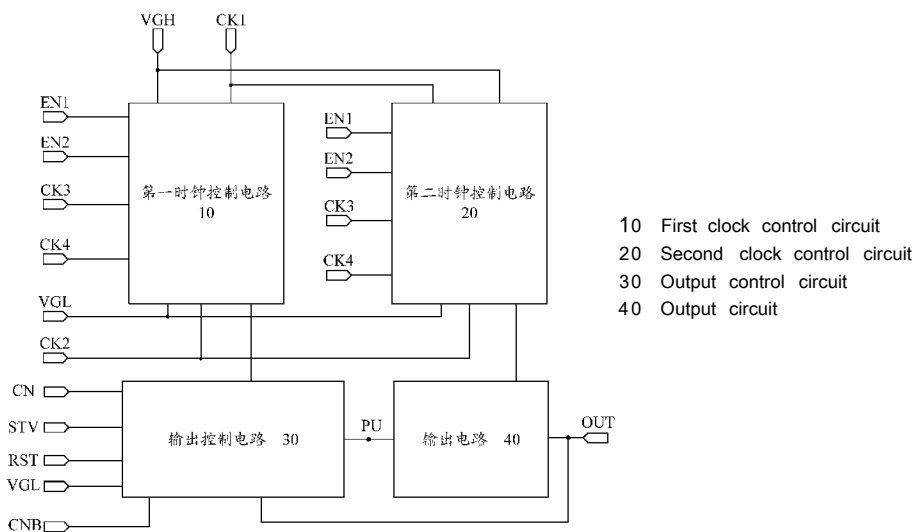 VGH CK1
EN1
EN2
CK3
CK4
第一时钟控制电路
10
EN1
EN2
CK3
CK4
第二时钟控制电路
20
VGL
CK2
CN
STV
RST
VGL
CNB
输出控制电路 30
PU
输出电路 40
OUT
10 First clock control circuit
20 Second clock control circuit
30 Output control circuit
40 Output circuit